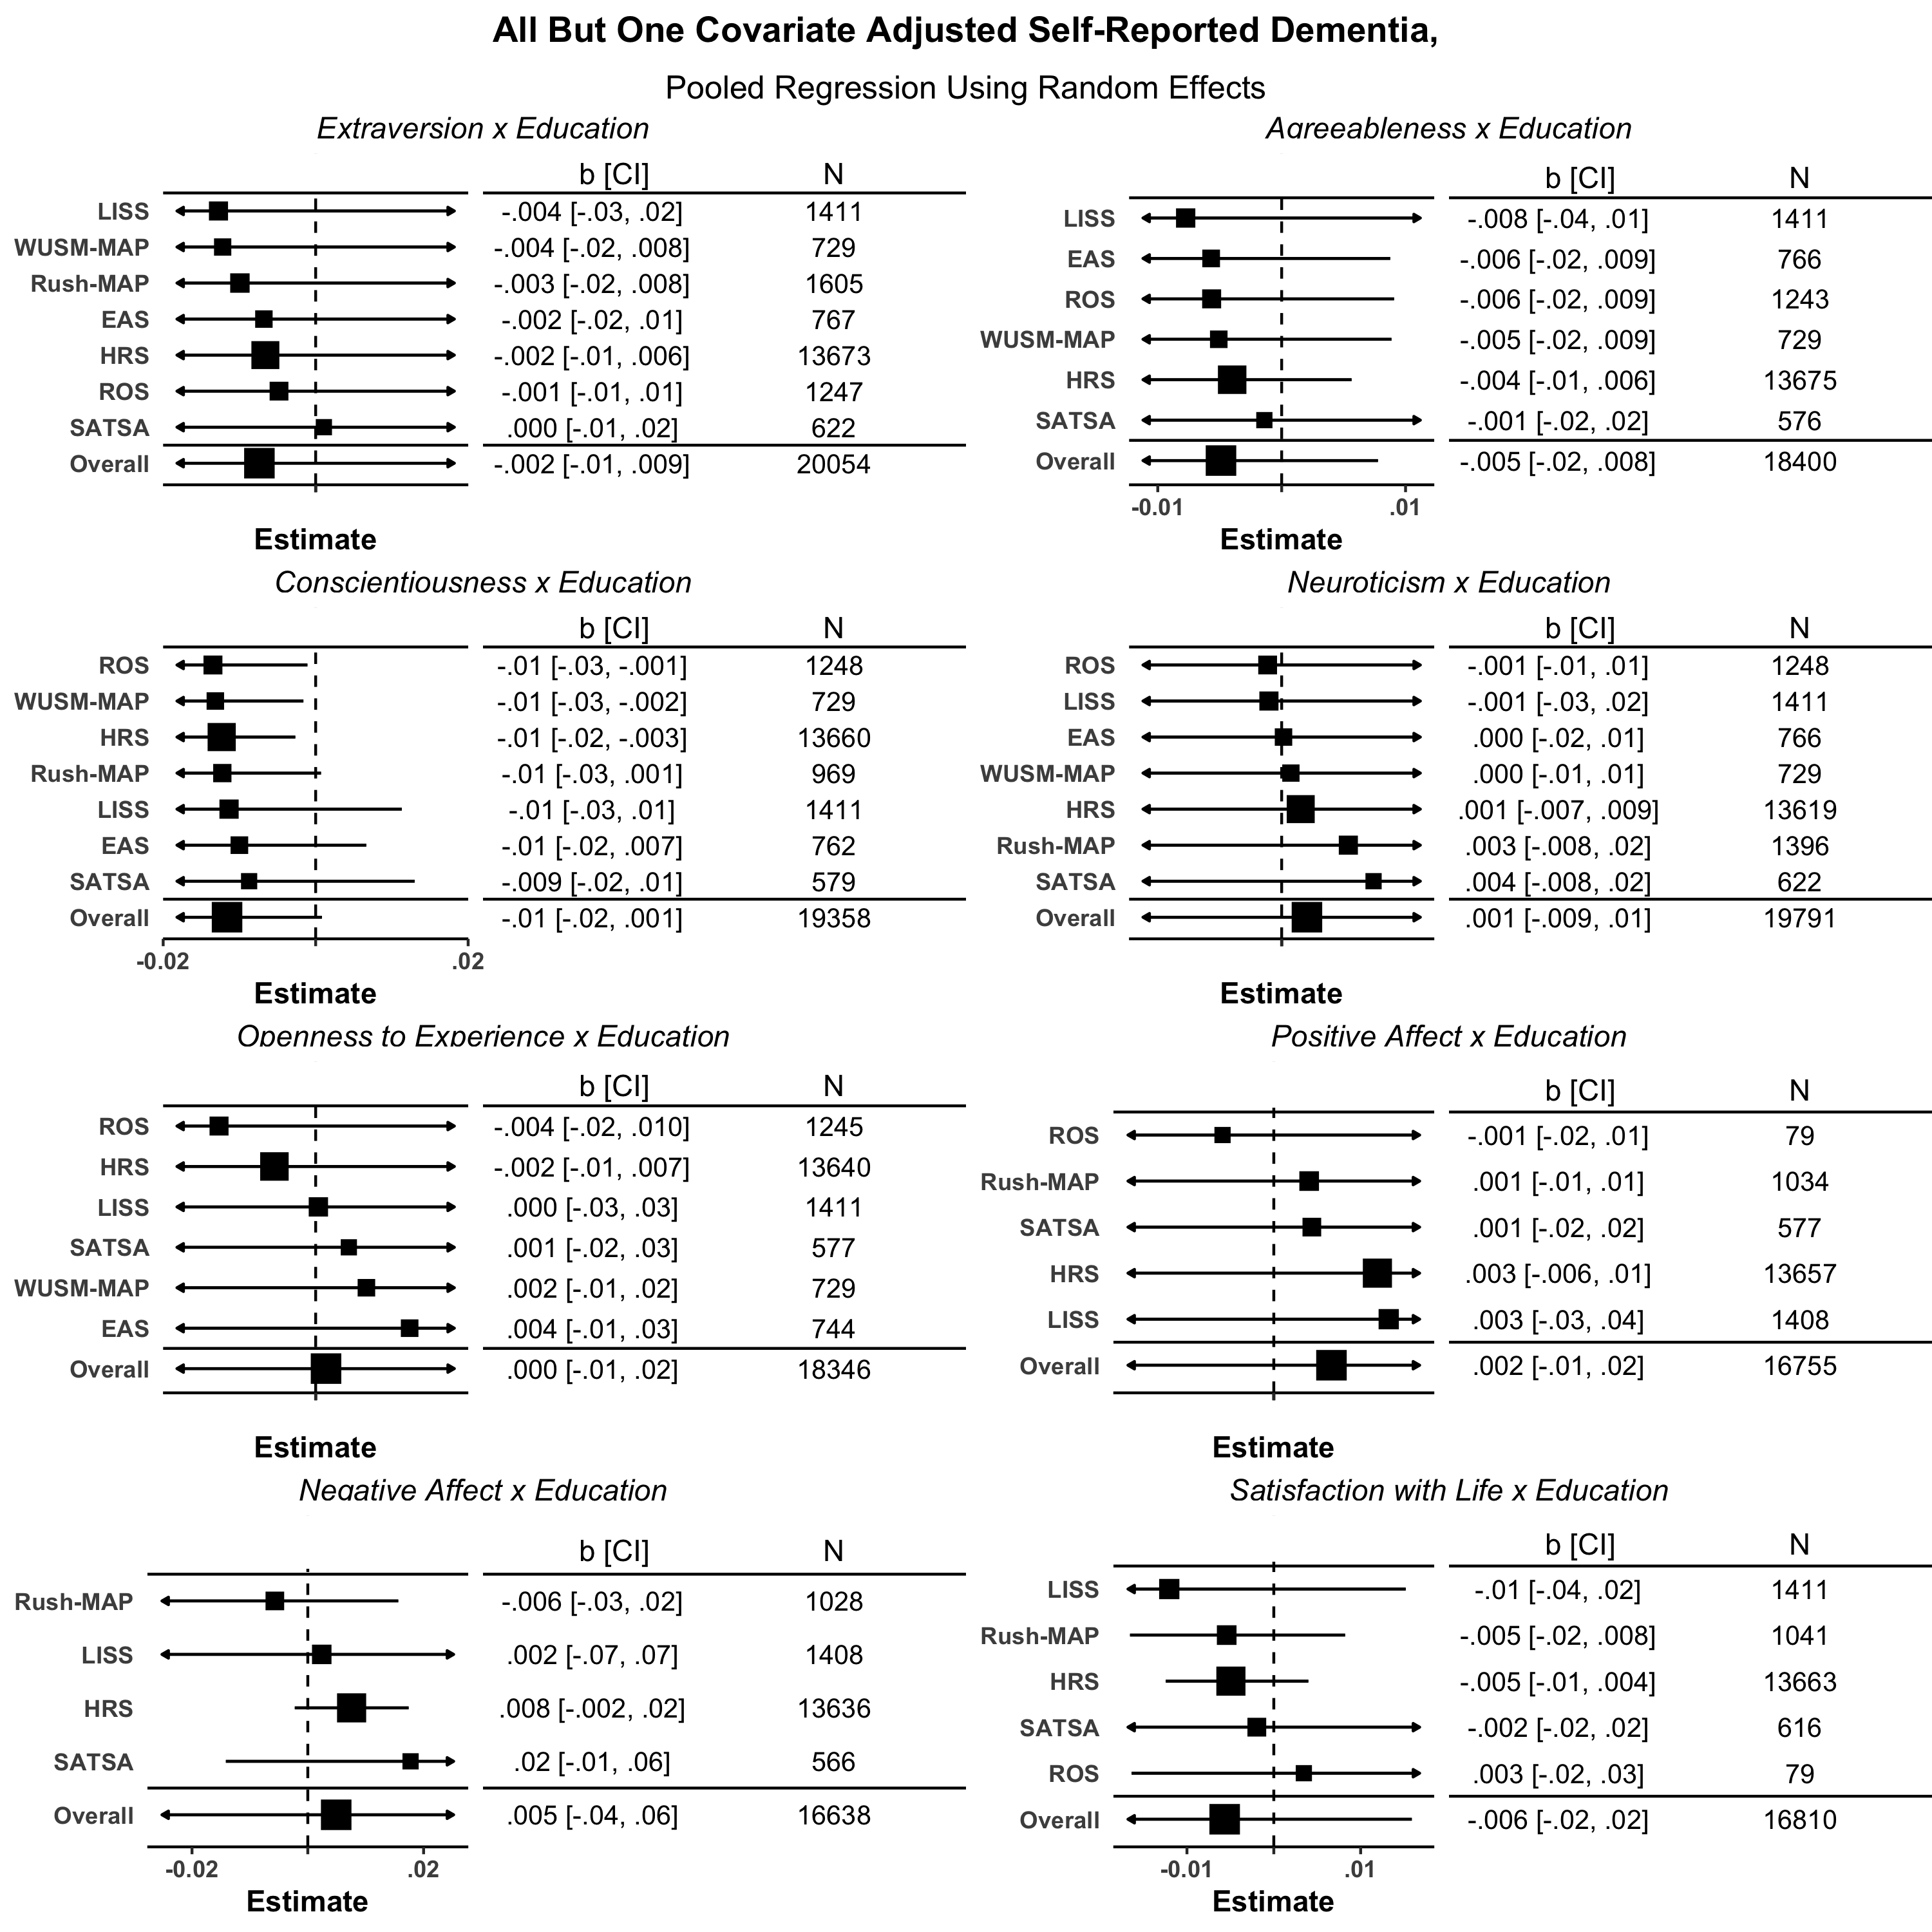 All But One Covariate Adjusted Self-Reported Dementia,
Pooled Regression Using Random Effects
Extraversion x Education
b [CI] N
LISS -.004 [-.03, .02] 1411
WUSM-MAP -.004 [-.02, .008] 729
Rush-MAP -.003 [-.02, .008] 1605
EAS -.002 [-.02, .01] 767
HRS -.002 [-.01, .006] 13673
ROS -.001 [-.01, .01] 1247
SATSA .000 [-.01, .02] 622
Overall -.002 [-.01, .009] 20054
Estimate
Agreeableness x Education
b [CI] N
LISS -.008 [-.04, .01] 1411
EAS -.006 [-.02, .009] 766
ROS -.006 [-.02, .009] 1243
WUSM-MAP -.005 [-.02, .009] 729
HRS -.004 [-.01, .006] 13675
SATSA -.001 [-.02, .02] 576
Overall -.005 [-.02, .008] 18400
-0.01 .01
Estimate
Conscientiousness x Education
b [CI] N
ROS -.01 [-.03, -.001] 1248
WUSM-MAP -.01 [-.03, -.002] 729
HRS -.01 [-.02, -.003] 13660
Rush-MAP -.01 [-.03, .001] 969
LISS -.01 [-.03, .01] 1411
EAS -.01 [-.02, .007] 762
SATSA -.009 [-.02, .01] 579
Overall -.01 [-.02, .001] 19358
-0.02 .02
Estimate
Neuroticism x Education
b [CI] N
ROS -.001 [-.01, .01] 1248
LISS -.001 [-.03, .02] 1411
EAS .000 [-.02, .01] 766
WUSM-MAP .000 [-.01, .01] 729
HRS .001 [-.007, .009] 13619
Rush-MAP .003 [-.008, .02] 1396
SATSA .004 [-.008, .02] 622
Overall .001 [-.009, .01] 19791
Estimate
Openness to Experience x Education
b [CI] N
ROS -.004 [-.02, .010] 1245
HRS -.002 [-.01, .007] 13640
LISS .000 [-.03, .03] 1411
SATSA .001 [-.02, .03] 577
WUSM-MAP .002 [-.01, .02] 729
EAS .004 [-.01, .03] 744
Overall .000 [-.01, .02] 18346
Estimate
Positive Affect x Education
b [CI] N
ROS -.001 [-.02, .01] 79
Rush-MAP .001 [-.01, .01] 1034
SATSA .001 [-.02, .02] 577
HRS .003 [-.006, .01] 13657
LISS .003 [-.03, .04] 1408
Overall .002 [-.01, .02] 16755
Estimate
Negative Affect x Education
b [CI] N
Rush-MAP -.006 [-.03, .02] 1028
LISS .002 [-.07, .07] 1408
HRS .008 [-.002, .02] 13636
SATSA .02 [-.01, .06] 566
Overall .005 [-.04, .06] 16638
-0.02 .02
Estimate
Satisfaction with Life x Education
b [CI] N
LISS -.01 [-.04, .02] 1411
Rush-MAP -.005 [-.02, .008] 1041
HRS -.005 [-.01, .004] 13663
SATSA -.002 [-.02, .02] 616
ROS .003 [-.02, .03] 79
Overall -.006 [-.02, .02] 16810
-0.01 .01
Estimate